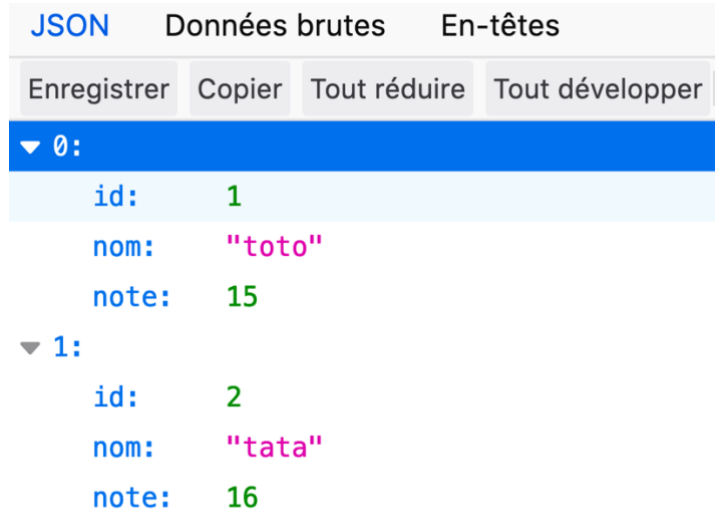 JSON Données brutes En-têtes
Enregistrer Copier Tout réduire Tout développer
0:
id: 1
nom: "toto"
note: 15
1:
id: 2
nom: "tata"
note: 16